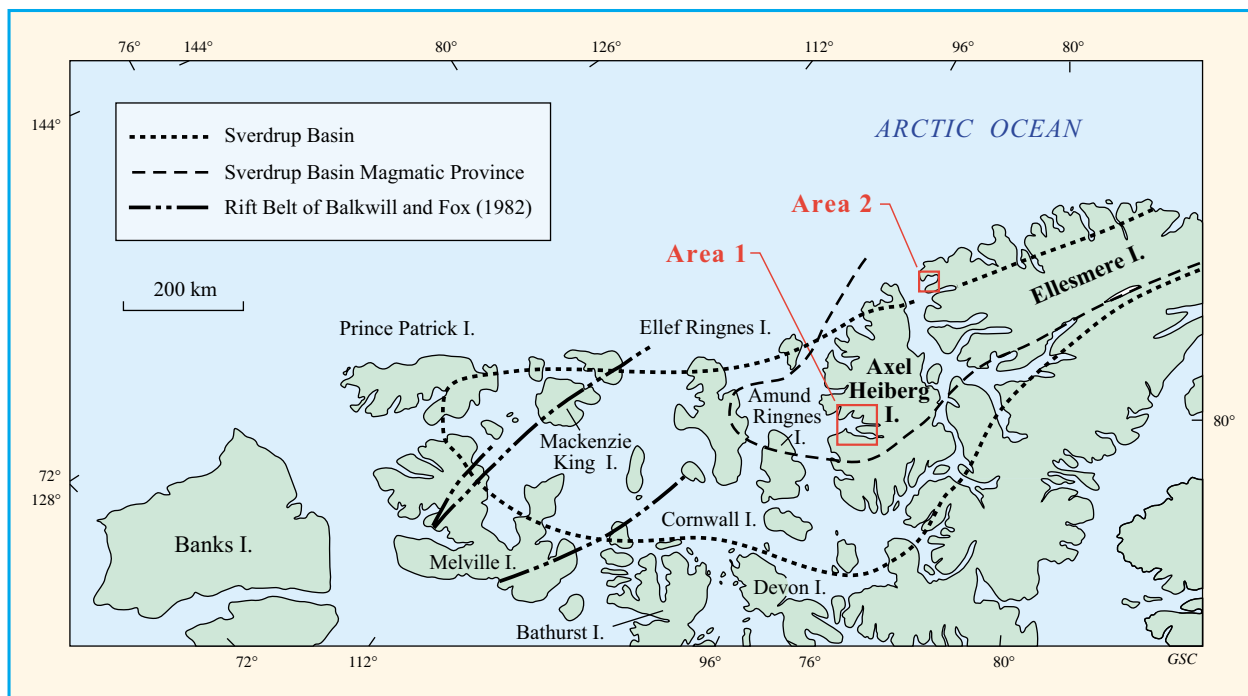 76°
144°
80°
126°
112°
96°
80°
144°
Sverdrup Basin
Sverdrup Basin Magmatic Province
Rift Belt of Balkwill and Fox (1982)
ARCTIC OCEAN
Area 2
Area 1
Ellesmere I.
200 km
Prince Patrick I.
Ellef Ringnes I.
Axel
Heiberg
I.
Amund
Ringnes
I.
Mackenzie
King I.
80°
72°
128°
Cornwall I.
Banks I.
Melville I.
Devon I.
Bathurst I.
72°
112°
96°
76°
80°
GSC